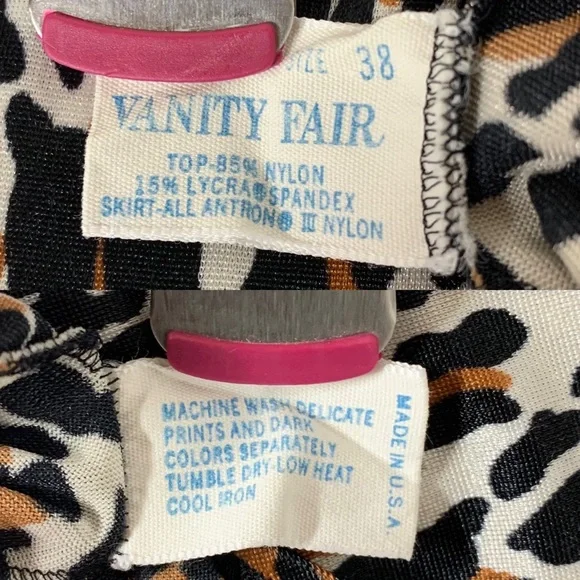 SIZE 38
VANITY FAIR
TOP-85% NYLON
15% LYCRA® SPANDEX
SKIRT-ALL ANTRON® III NYLON
MACHINE WASH DELICATE
PRINTS AND DARK
COLORS SEPARATELY
TUMBLE DRY-LOW HEAT
COOL IRON
MADE IN U.S.A.